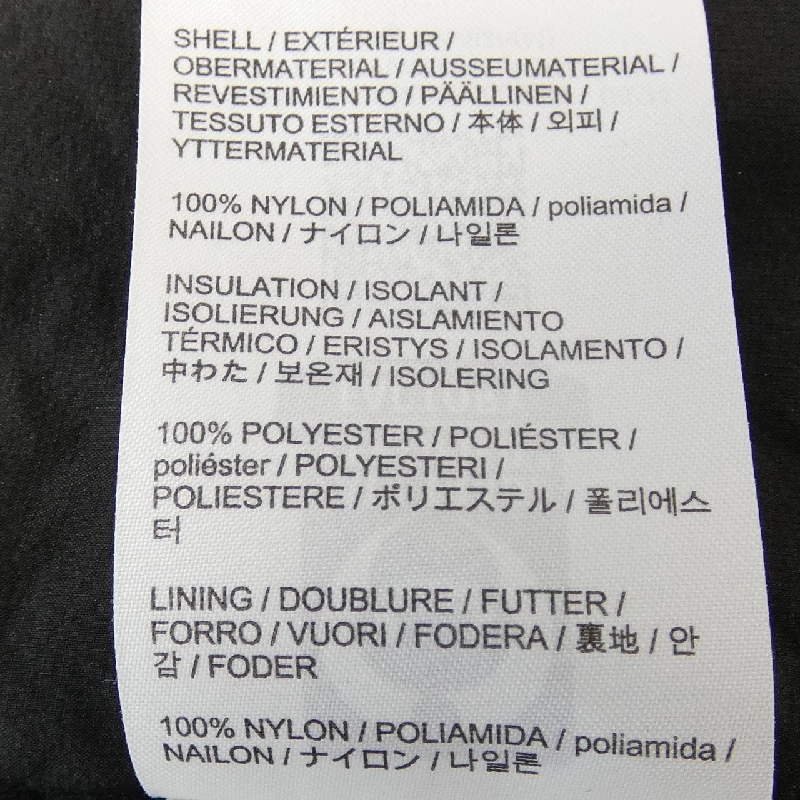 SHELL / EXTÉRIEUR /
OBERMATERIAL / AUSSEUMATERIAL /
REVESTIMIENTO / PÄÄLLINEN /
TESSUTO ESTERNO / 本体 / 외피 /
YTTERMATERIAL
100% NYLON / POLIAMIDA / poliamida /
NAILON / ナイロン / 나일론
INSULATION / ISOLANT /
ISOLIERUNG / AISLAMIENTO
TÉRMICO / ERISTYS / ISOLAMENTO /
中わた / 보온재 / ISOLERING
100% POLYESTER / POLIÉSTER /
poliéster / POLYESTERI /
POLIESTERE / ポリエステル / 폴리에스
터
LINING / DOUBLURE / FUTTER /
FORRO / VUORI / FODERA / 裏地 / 안
감 / FODER
100% NYLON / POLIAMIDA / poliamida /
NAILON / ナイロン / 나일론